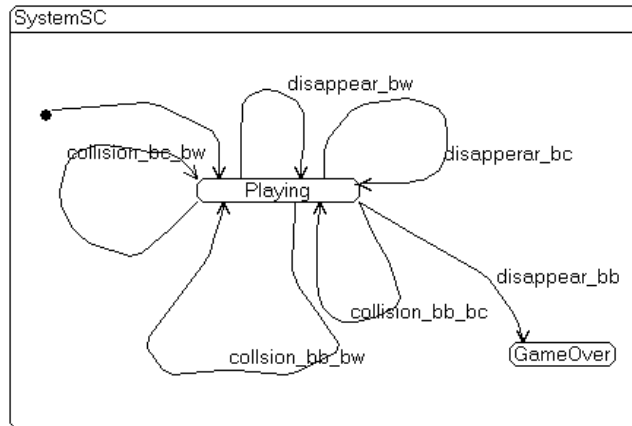 SystemSC
disappear_bw
collision_bc_bw
disapperar_bc
Playing
disappear_bb
collision_bb_bc
GameOver
collsion_bb_bw